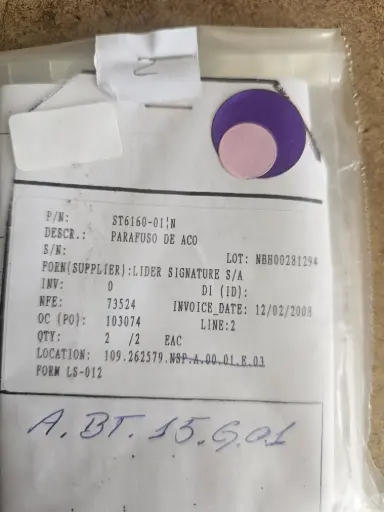 2
P/N: ST6160-01¦N
DESCR.: PARAFUSO DE ACO
S/N: LOT: NBH00281294
FORN(SUPPLIER):LIDER SIGNATURE S/A
INV: 0 DI (ID):
NFE: 73524 INVOICE_DATE: 12/02/2008
OC (PO): 103074 LINE:2
QTY: 2 /2 EAC
LOCATION: 109.262579.NSP.A.00.01.E.03
FORM LS-012
A.BT.15.G.01